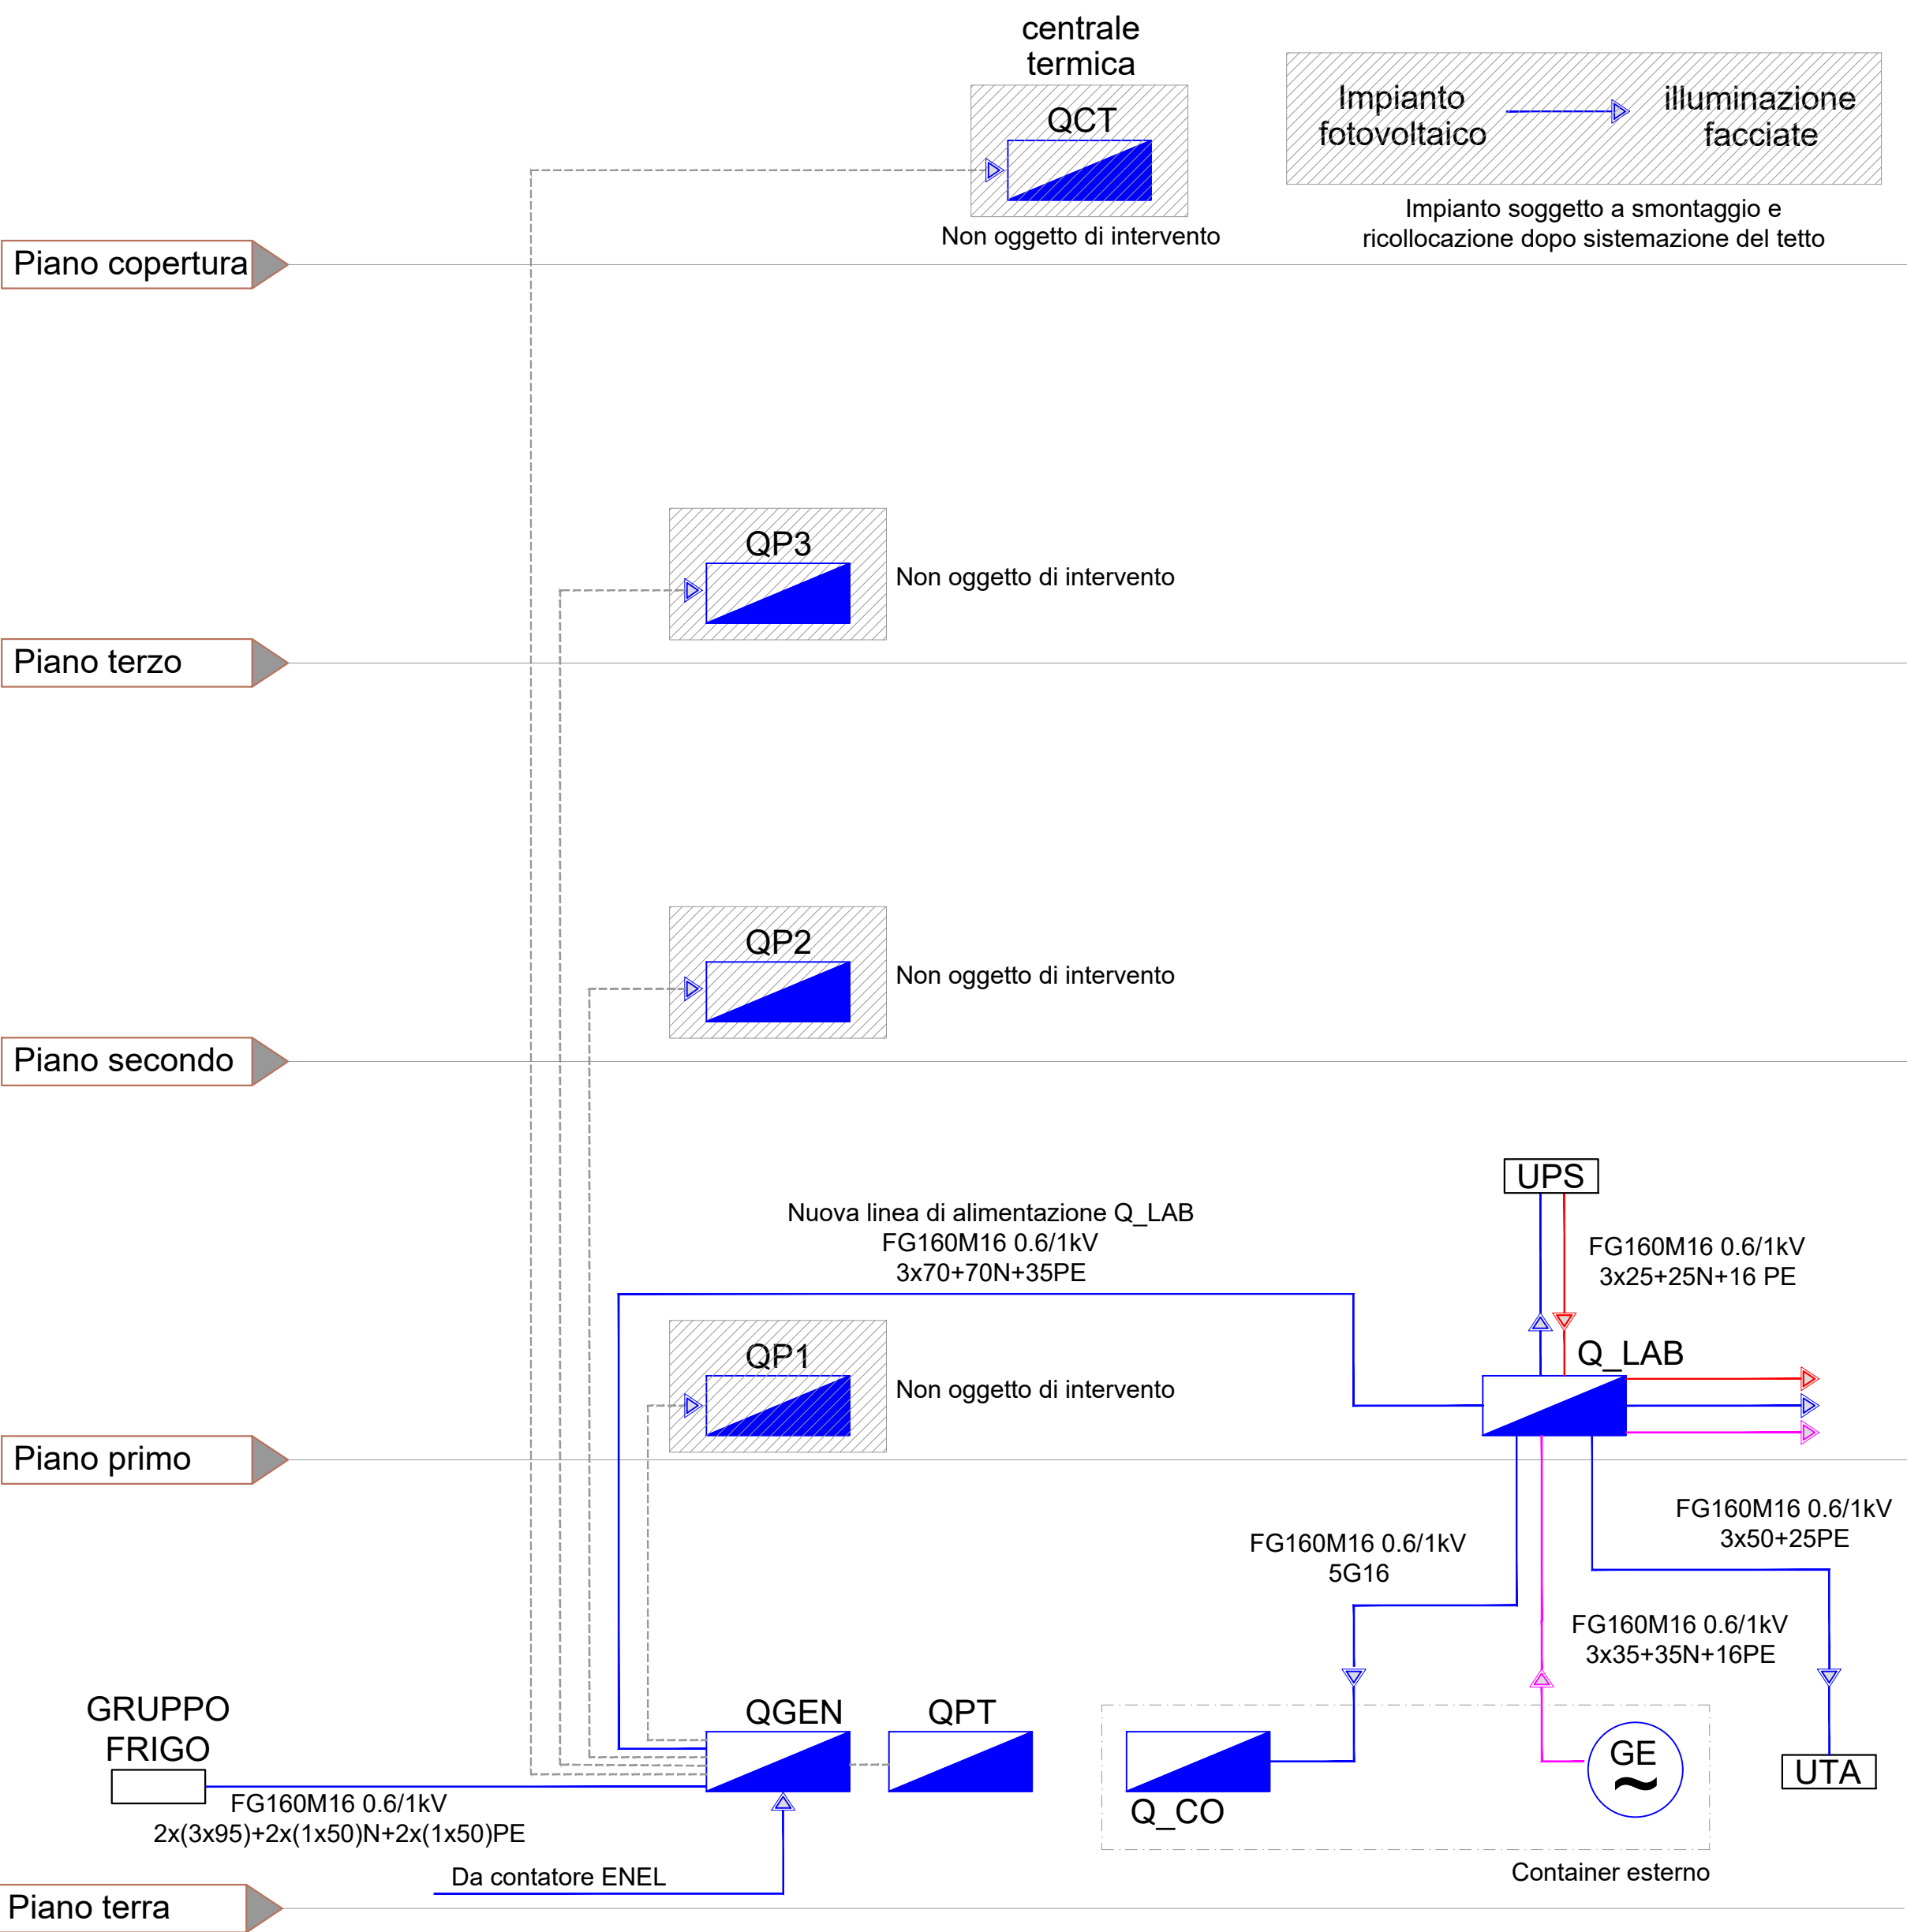 centrale
termica
QCT
Non oggetto di intervento
Impianto
fotovoltaico
illuminazione
facciate
Impianto soggetto a smontaggio e
ricollocazione dopo sistemazione del tetto
Piano copertura
QP3
Non oggetto di intervento
Piano terzo
QP2
Non oggetto di intervento
Piano secondo
UPS
Nuova linea di alimentazione Q_LAB
FG160M16 0.6/1kV
3x70+70N+35PE
FG160M16 0.6/1kV
3x25+25N+16 PE
QP1
Non oggetto di intervento
Q_LAB
Piano primo
FG160M16 0.6/1kV
5G16
FG160M16 0.6/1kV
3x50+25PE
FG160M16 0.6/1kV
3x35+35N+16PE
GRUPPO
FRIGO
FG160M16 0.6/1kV
2x(3x95)+2x(1x50)N+2x(1x50)PE
QGEN
QPT
Q_CO
GE
~
UTA
Da contatore ENEL
Container esterno
Piano terra